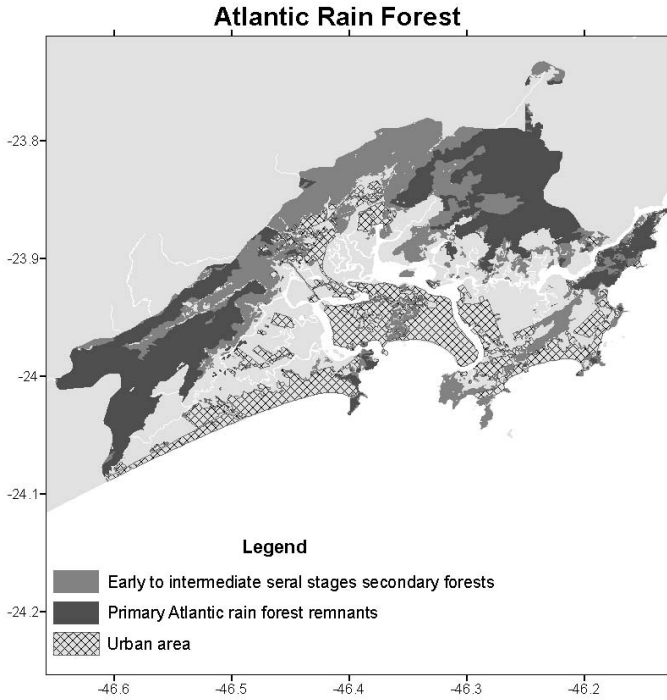 Atlantic Rain Forest
-23.8
-23.9
-24
-24.1
-24.2
Legend
Early to intermediate seral stages secondary forests
Primary Atlantic rain forest remnants
Urban area
-46.6
-46.5
-46.4
-46.3
-46.2